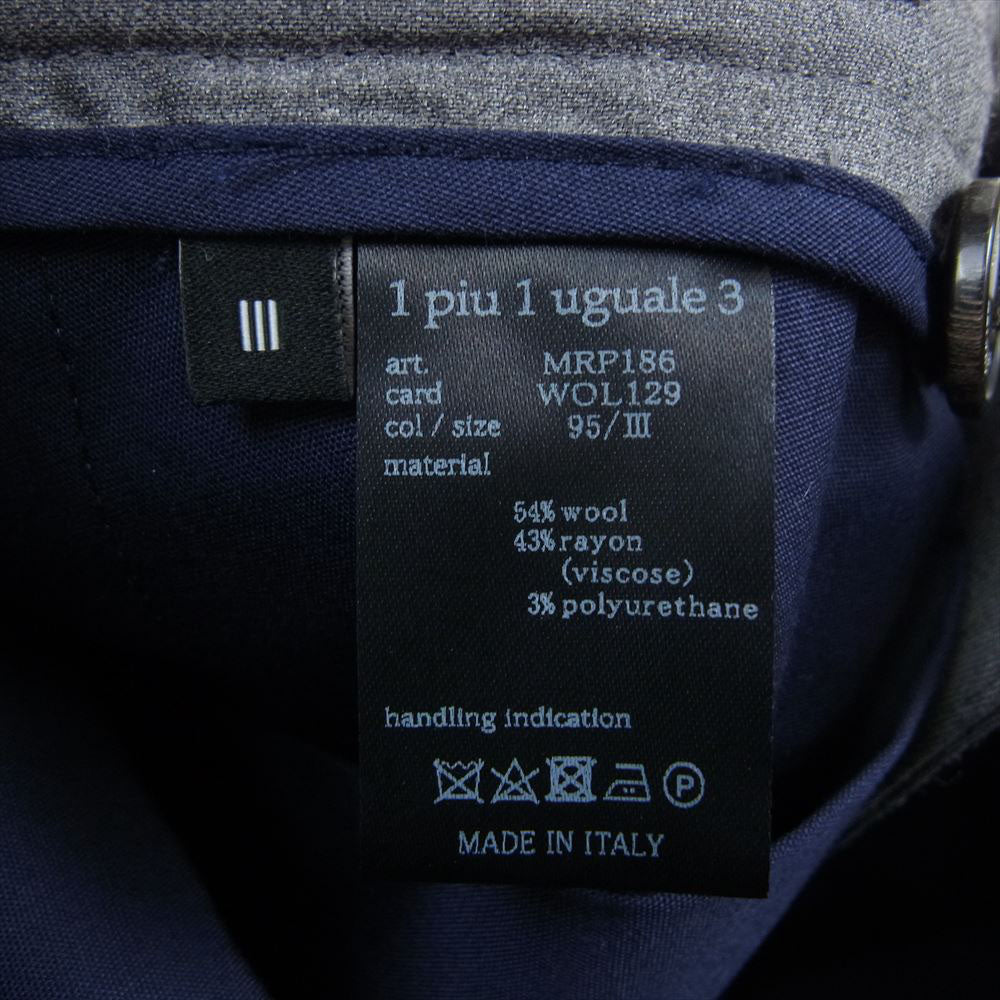 III
1 piu 1 uguale 3
art. MRP186
card WOL129
col / size 95/III
material
54% wool
43% rayon
(viscose)
3% polyurethane
handling indication
P
MADE IN ITALY